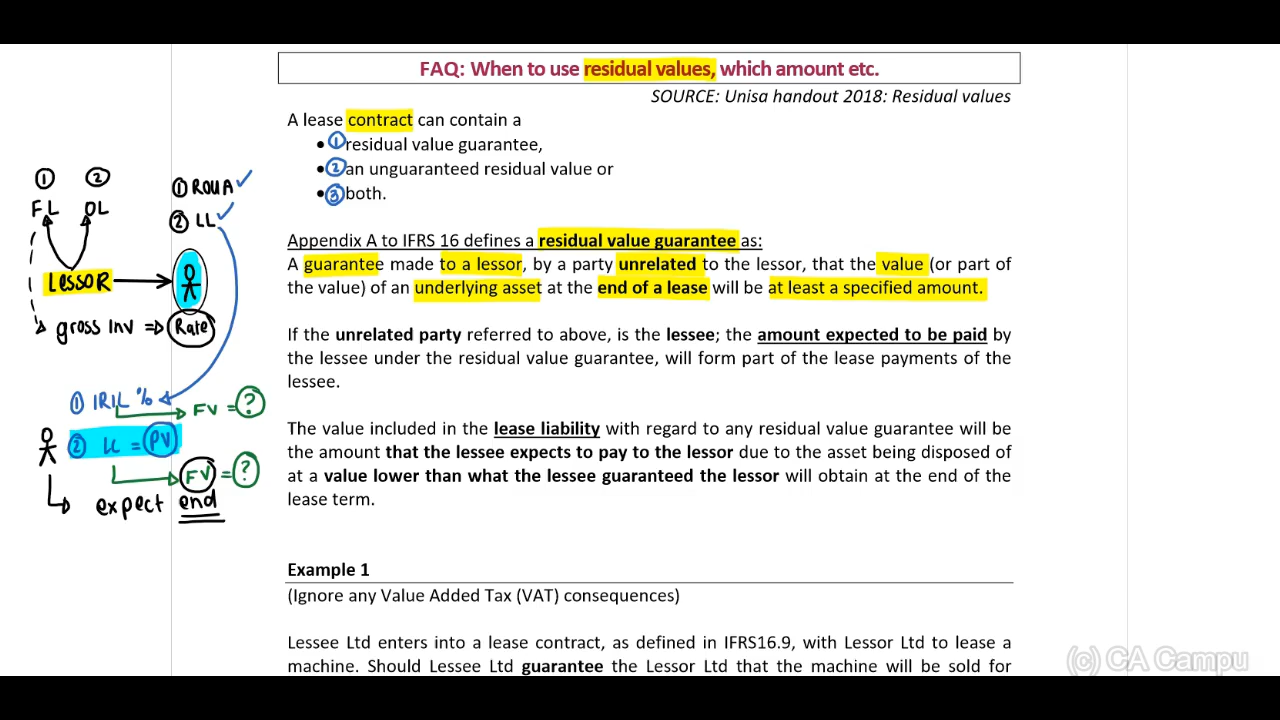 FAQ: When to use residual values, which amount etc.
SOURCE: Unisa handout 2018: Residual values
A lease contract can contain a
• ① residual value guarantee,
• ② an unguaranteed residual value or
• ③ both.
Appendix A to IFRS 16 defines a residual value guarantee as:
A guarantee made to a lessor, by a party unrelated to the lessor, that the value (or part of
the value) of an underlying asset at the end of a lease will be at least a specified amount.
If the unrelated party referred to above, is the lessee; the amount expected to be paid by
the lessee under the residual value guarantee, will form part of the lease payments of the
lessee.
The value included in the lease liability with regard to any residual value guarantee will be
the amount that the lessee expects to pay to the lessor due to the asset being disposed of
at a value lower than what the lessee guaranteed the lessor will obtain at the end of the
lease term.
Example 1
(Ignore any Value Added Tax (VAT) consequences)
Lessee Ltd enters into a lease contract, as defined in IFRS16.9, with Lessor Ltd to lease a
machine. Should Lessee Ltd guarantee the Lessor Ltd that the machine will be sold for
① ②
FL OL
① ROUA ✓
② LL ✓
LESSOR
gross inv ⇒ Rate
① IRIL %
FV = ?
② LL = PV
FV = ?
expect end
(c) CA Campu